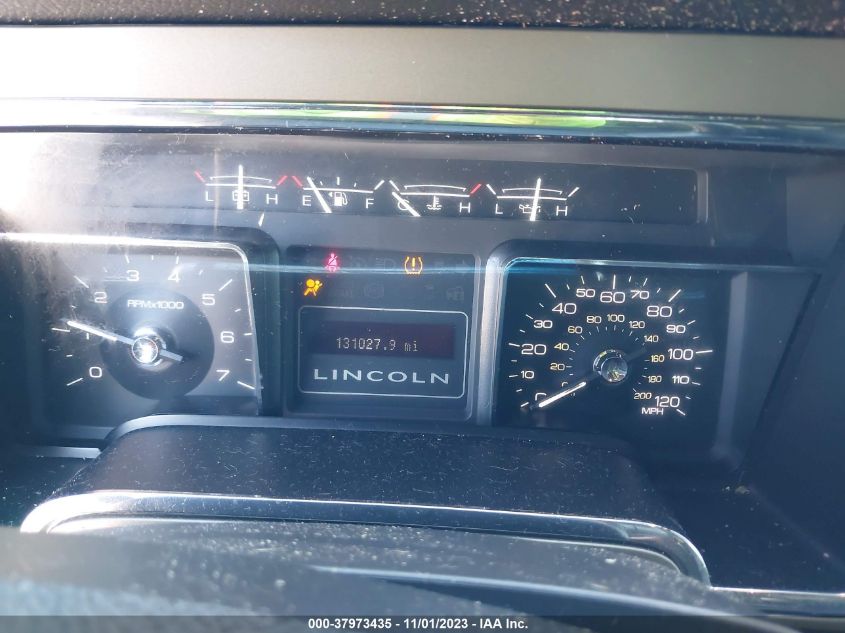 L H E F C H L H
0 1 2 3 4 5 6 7
RPMx1000
131027.9 mi
LINCOLN
0 10 20 30 40 50 60 70 80 90 100 110 120
20 40 60 80 100 120 140 160 180 200
MPH
000-37973435 - 11/01/2023 - IAA Inc.